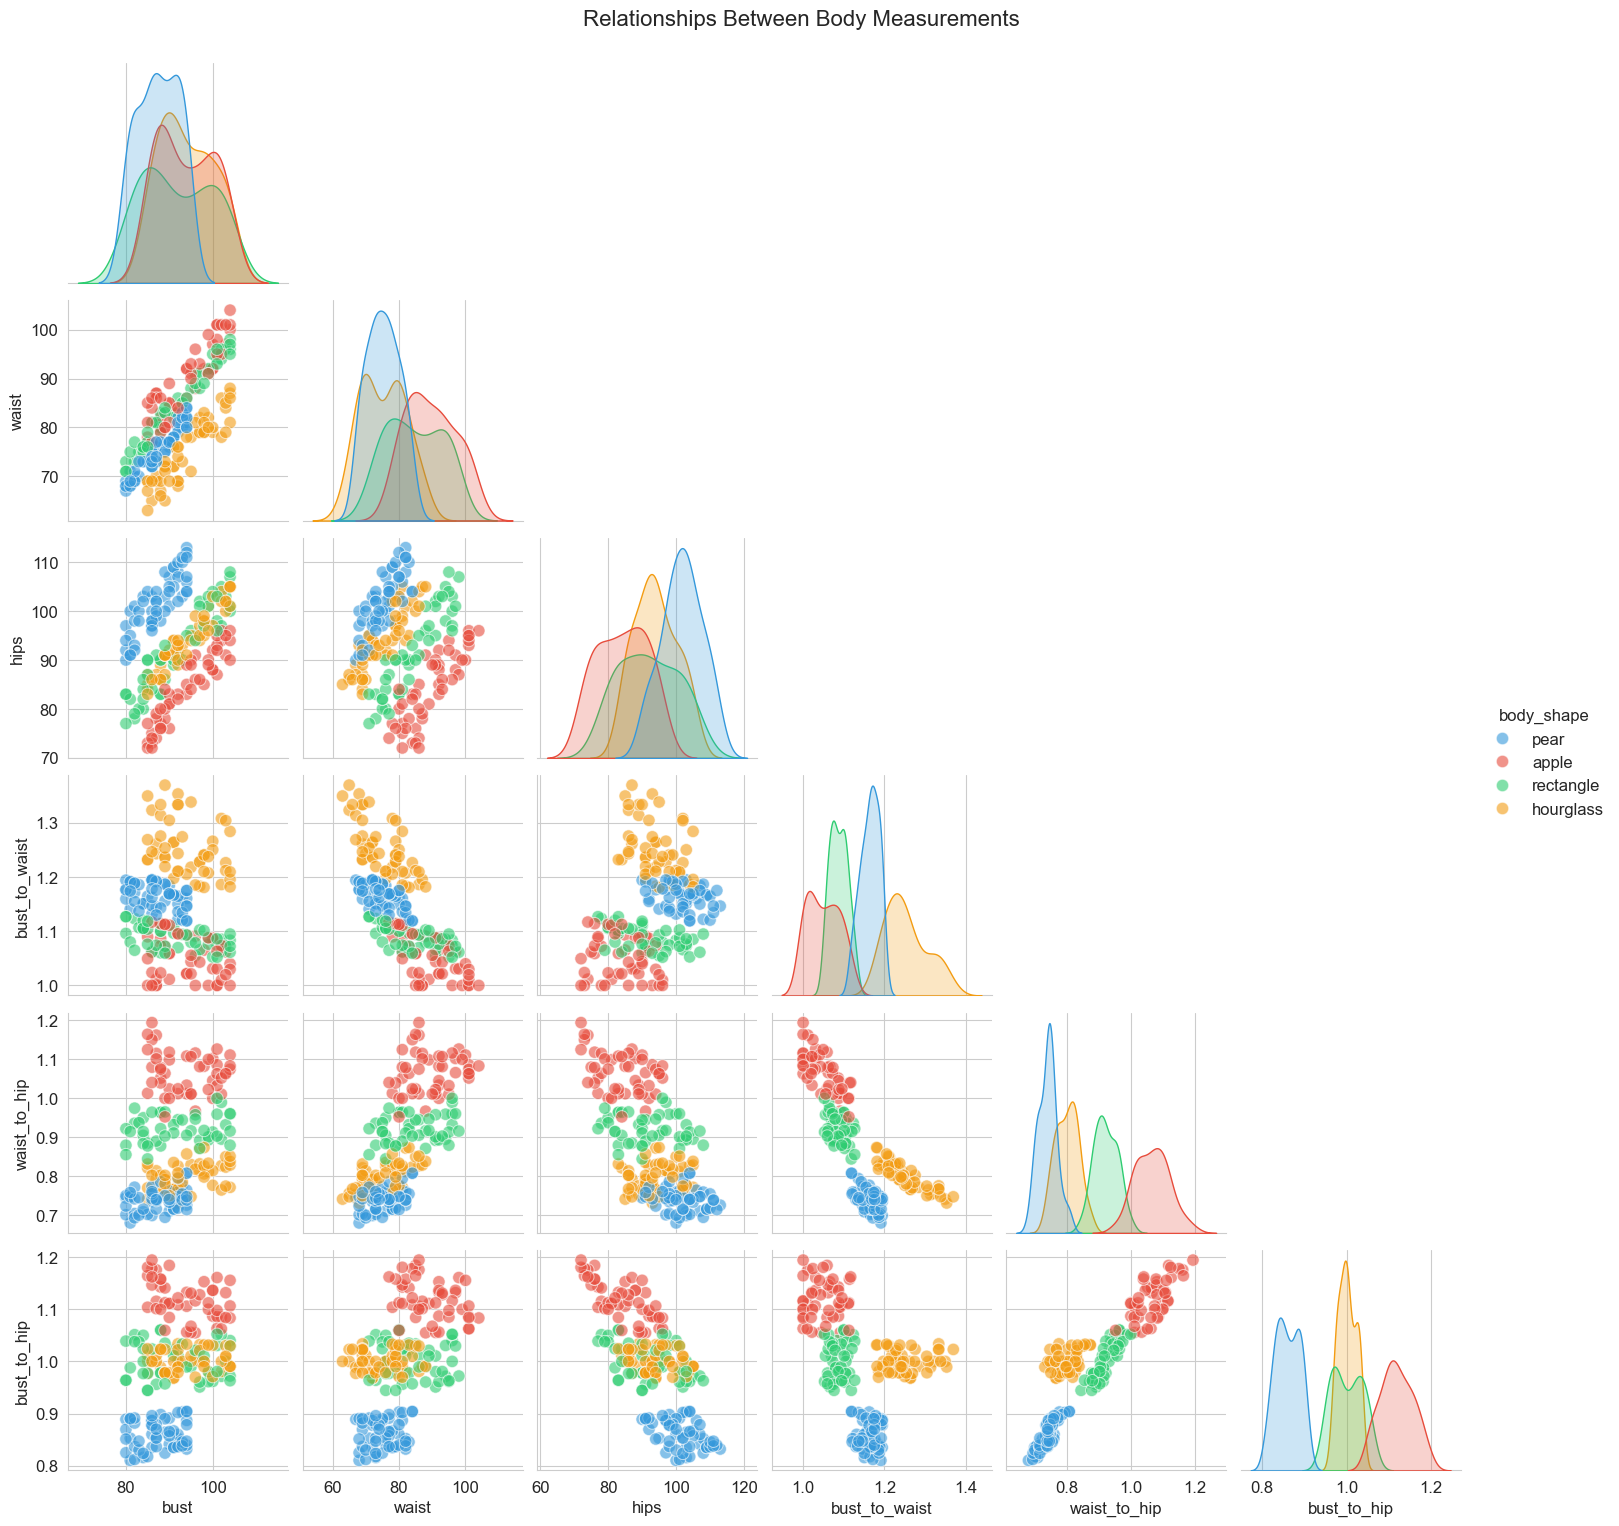 Relationships Between Body Measurements
waist
100
90
80
70
hips
110
100
90
80
70
bust_to_waist
1.3
1.2
1.1
1.0
waist_to_hip
1.2
1.1
1.0
0.9
0.8
0.7
bust_to_hip
1.2
1.1
1.0
0.9
0.8
80 100
bust
60 80 100
waist
60 80 100 120
hips
1.0 1.2 1.4
bust_to_waist
0.8 1.0 1.2
waist_to_hip
0.8 1.0 1.2
bust_to_hip
body_shape
pear
apple
rectangle
hourglass